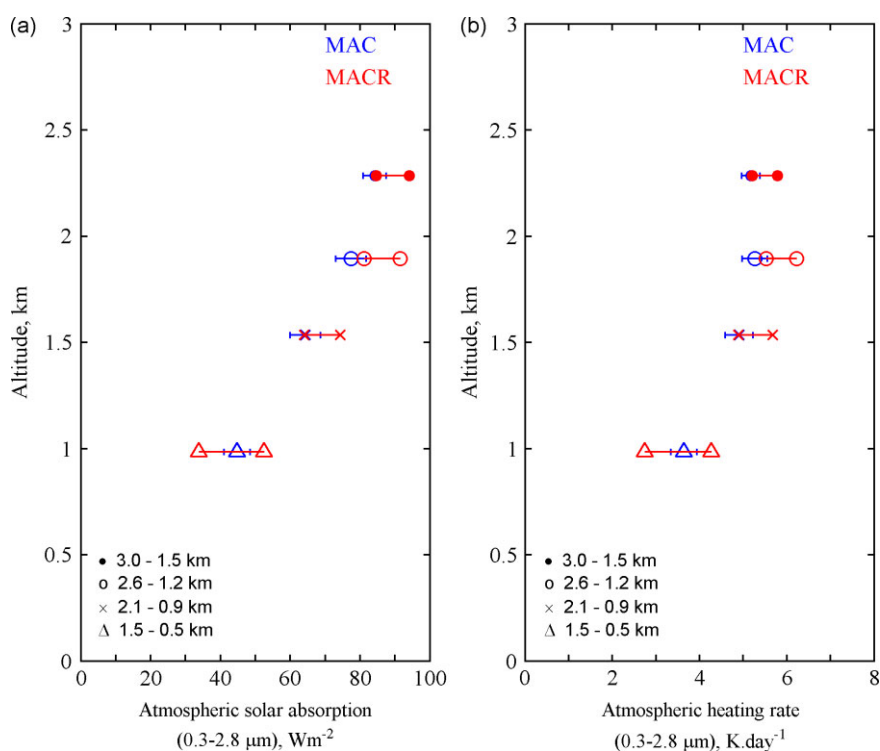 (a)
MAC
MACR
3
2.5
2
1.5
1
0.5
0
Altitude, km
● 3.0 - 1.5 km
○ 2.6 - 1.2 km
× 2.1 - 0.9 km
Δ 1.5 - 0.5 km
0 20 40 60 80 100
Atmospheric solar absorption
(0.3-2.8 μm), Wm⁻²
(b)
MAC
MACR
3
2.5
2
1.5
1
0.5
0
Altitude, km
● 3.0 - 1.5 km
○ 2.6 - 1.2 km
× 2.1 - 0.9 km
Δ 1.5 - 0.5 km
0 2 4 6 8
Atmospheric heating rate
(0.3-2.8 μm), K.day⁻¹